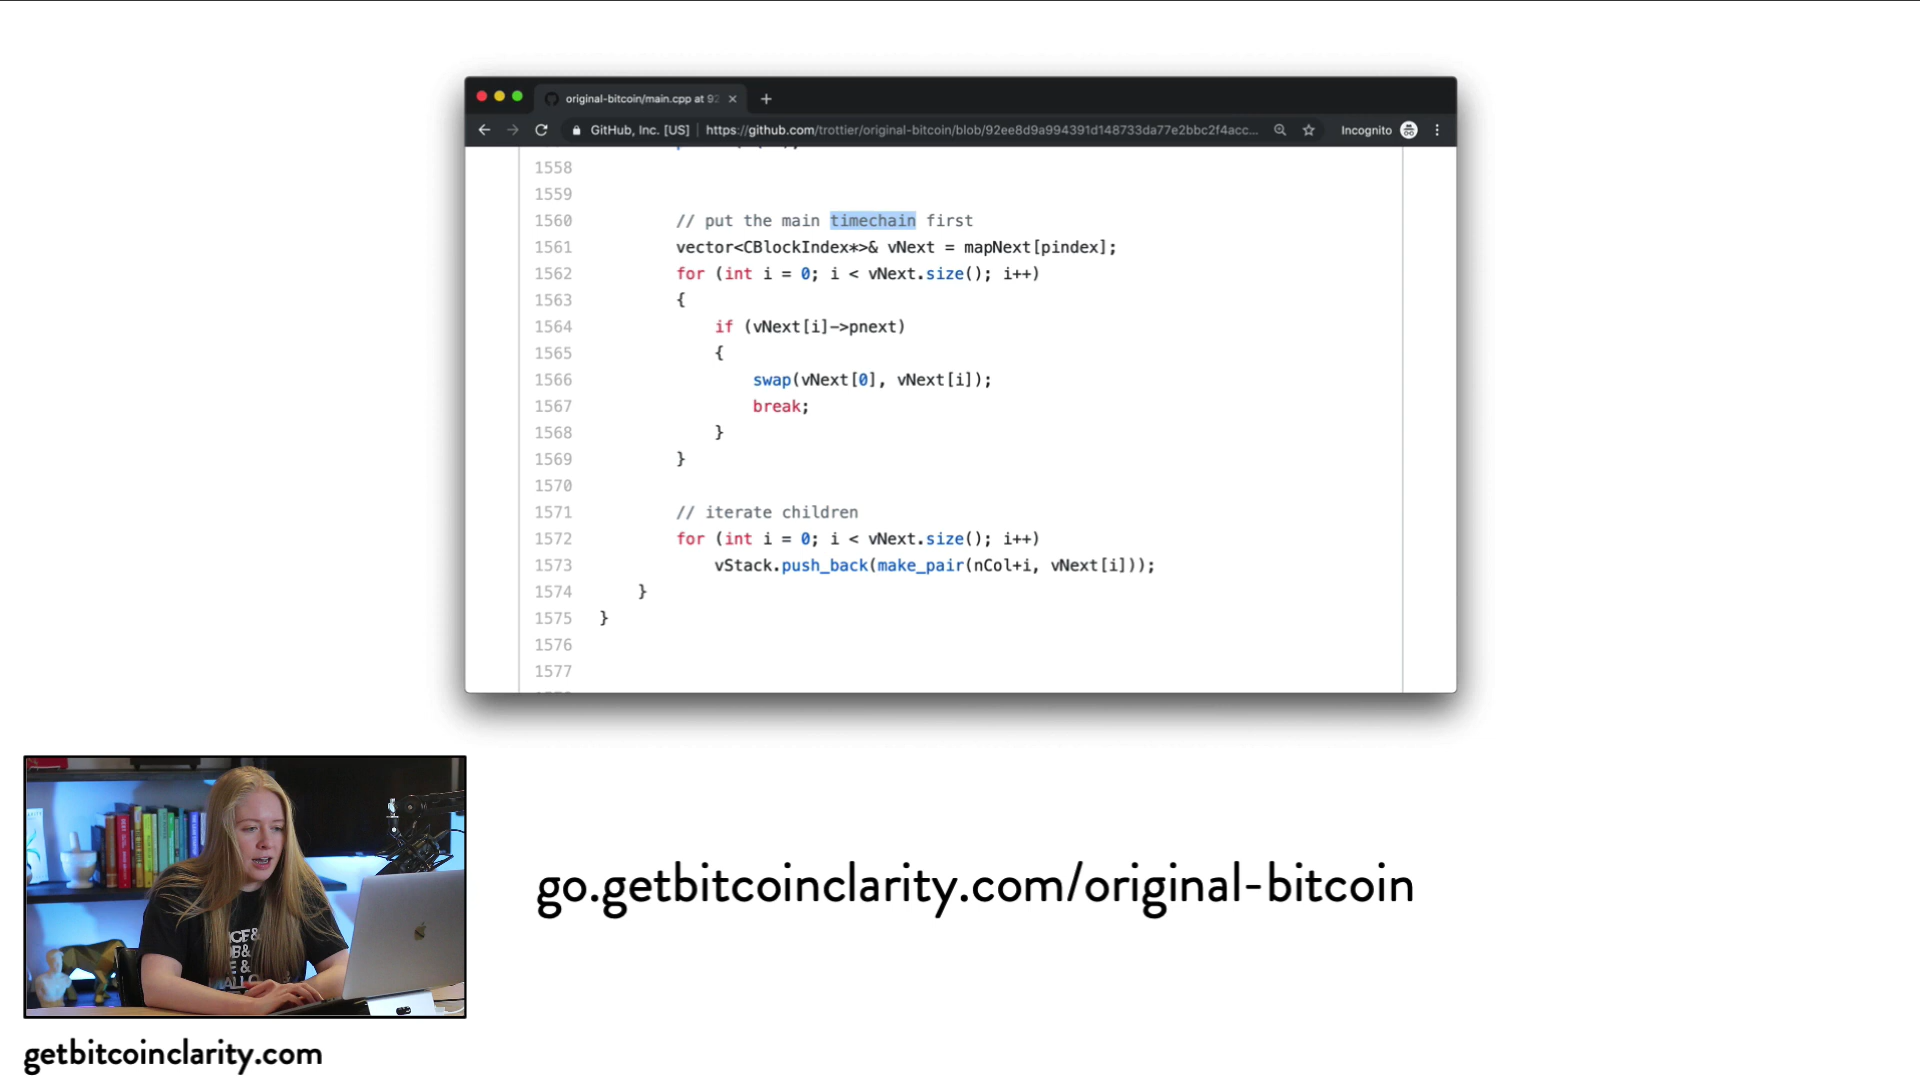 original-bitcoin/main.cpp at 92
GitHub, Inc. [US] https://github.com/trottier/original-bitcoin/blob/92ee8d9a994391d148733da77e2bbc2f4acc... Incognito
1558
1559
1560 // put the main timechain first
1561 vector<CBlockIndex*>& vNext = mapNext[pindex];
1562 for (int i = 0; i < vNext.size(); i++)
1563 {
1564 if (vNext[i]->pnext)
1565 {
1566 swap(vNext[0], vNext[i]);
1567 break;
1568 }
1569 }
1570
1571 // iterate children
1572 for (int i = 0; i < vNext.size(); i++)
1573 vStack.push_back(make_pair(nCol+i, vNext[i]));
1574 }
1575 }
1576
1577
go.getbitcoinclarity.com/original-bitcoin
getbitcoinclarity.com